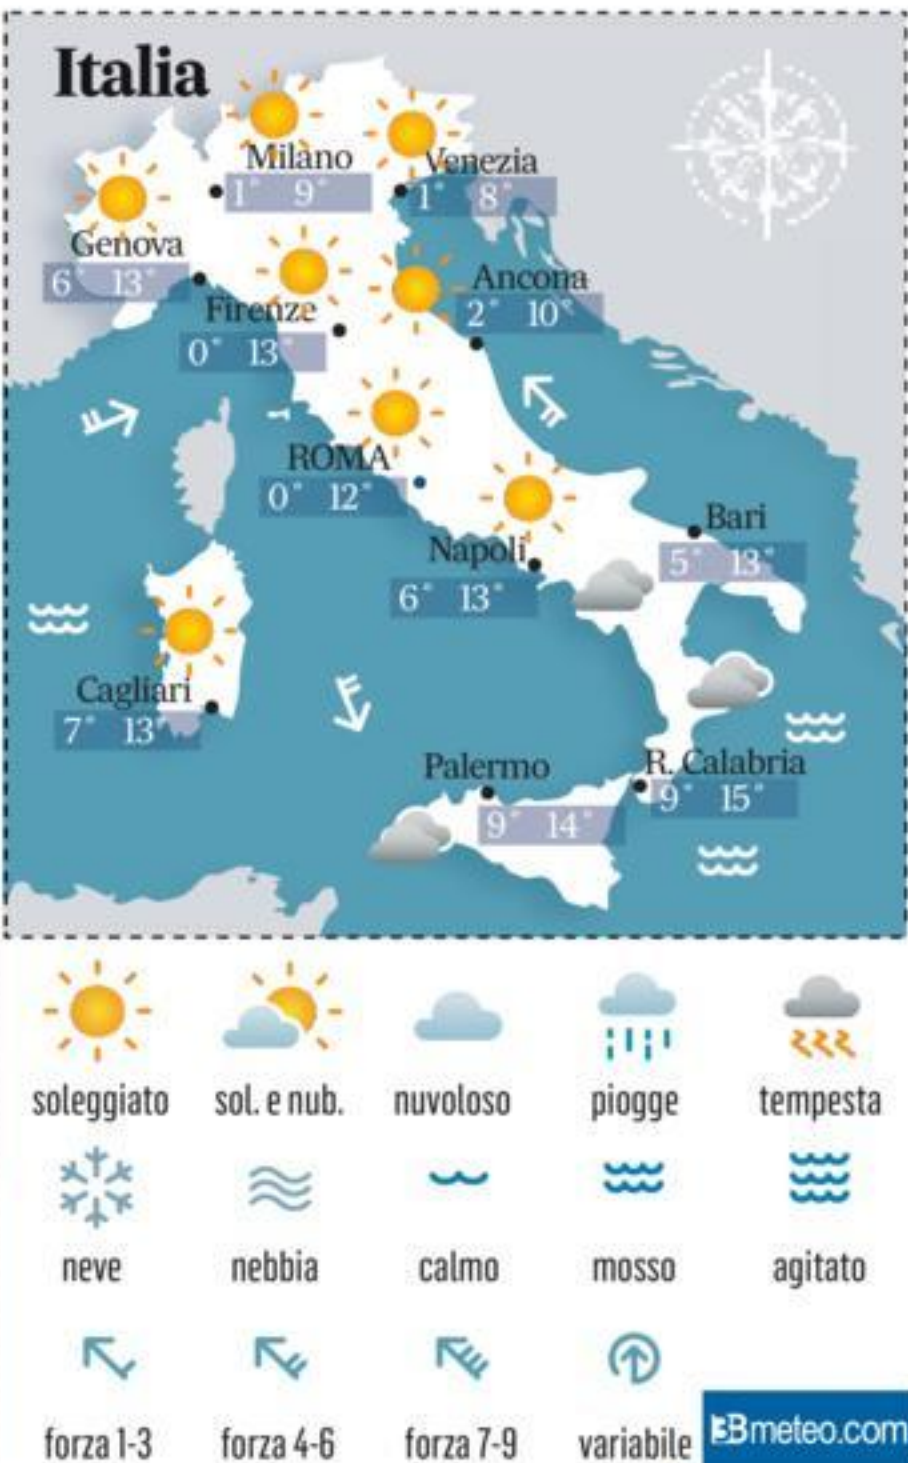 Italia
Milano
1° 9°
Venezia
1° 8°
Genova
6° 13°
Ancona
2° 10°
Firenze
0° 13°
ROMA
0° 12°
Bari
5° 13°
Napoli
6° 13°
Cagliari
7° 13°
Palermo
9° 14°
R. Calabria
9° 15°
soleggiato
sol. e nub.
nuvoloso
piogge
tempesta
neve
nebbia
calmo
mosso
agitato
forza 1-3
forza 4-6
forza 7-9
variabile
3Bmeteo.com